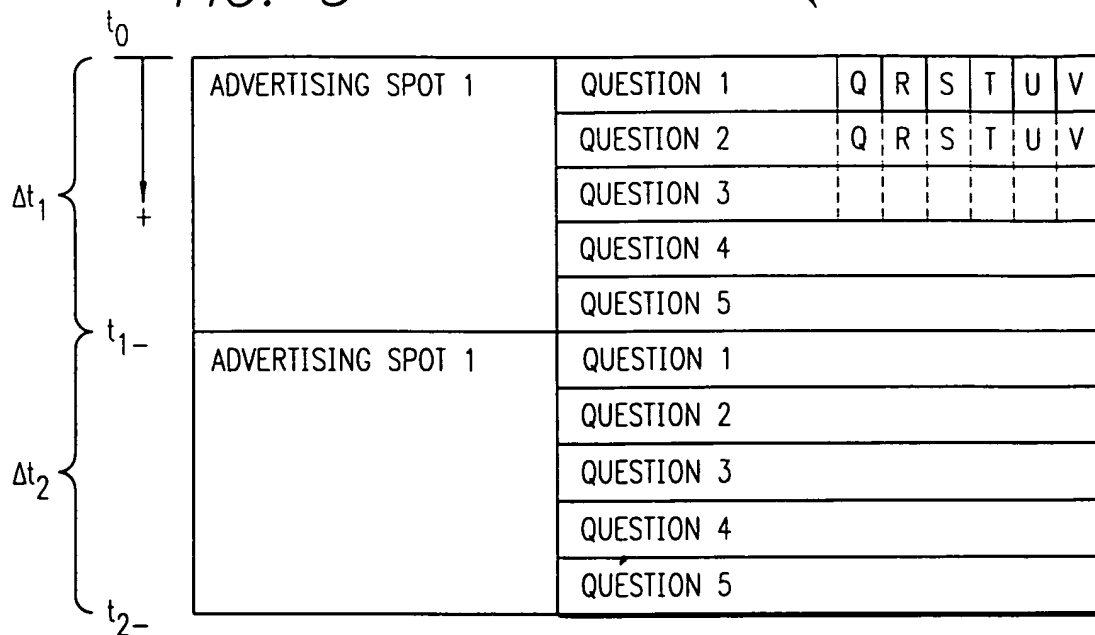 t0
ADVERTISING SPOT 1 QUESTION 1 Q R S T U V
QUESTION 2 Q R S T U V
Δt1 + QUESTION 3
QUESTION 4
QUESTION 5
t1-
ADVERTISING SPOT 1 QUESTION 1
QUESTION 2
Δt2 QUESTION 3
QUESTION 4
QUESTION 5
t2-